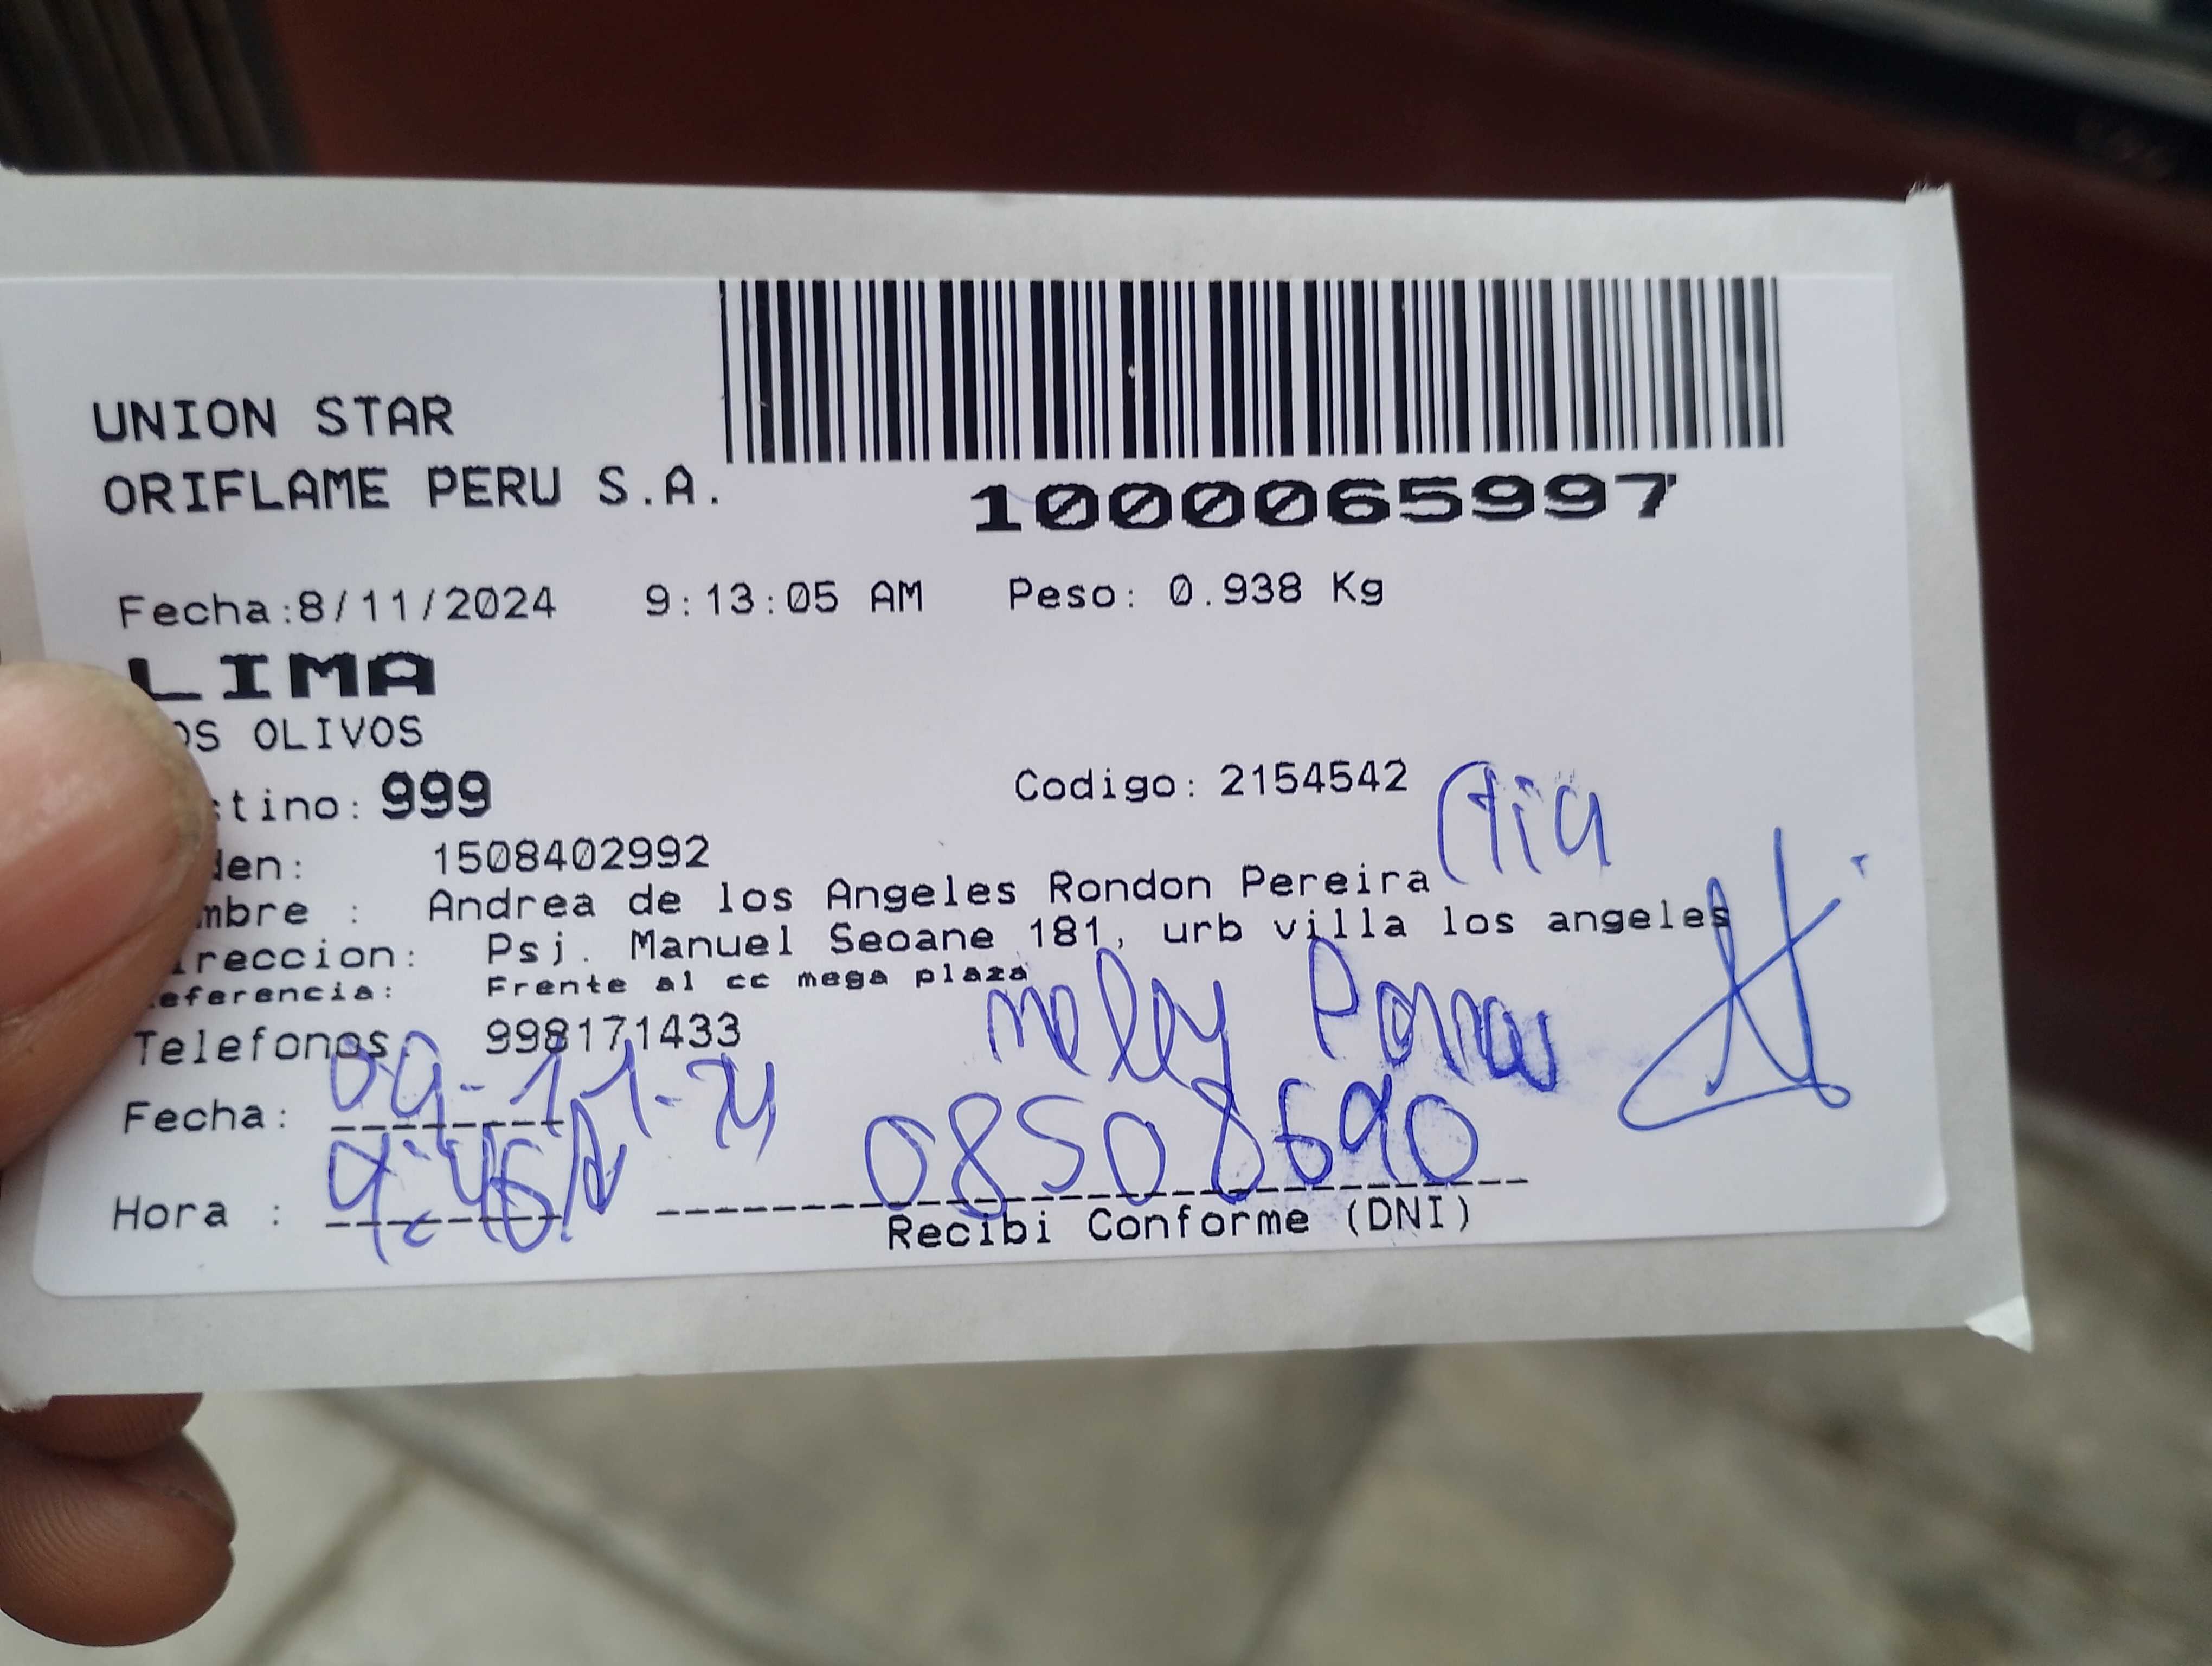 UNION STAR
ORIFLAME PERU S.A.
1000065997
Fecha:8/11/2024 9:13:05 AM Peso: 0.938 Kg
LIMA
OS OLIVOS
stino: 999 Codigo: 2154542
den: 1508402992
(tia
mbre : Andrea de los Angeles Rondon Pereira
ireccion: Psj. Manuel Seoane 181, urb villa los angeles
eferencia: Frente al cc mega plaza
Telefonos 998171433
Fecha: 09-11-24
08508690
Hora : 9:46
Recibi Conforme (DNI)